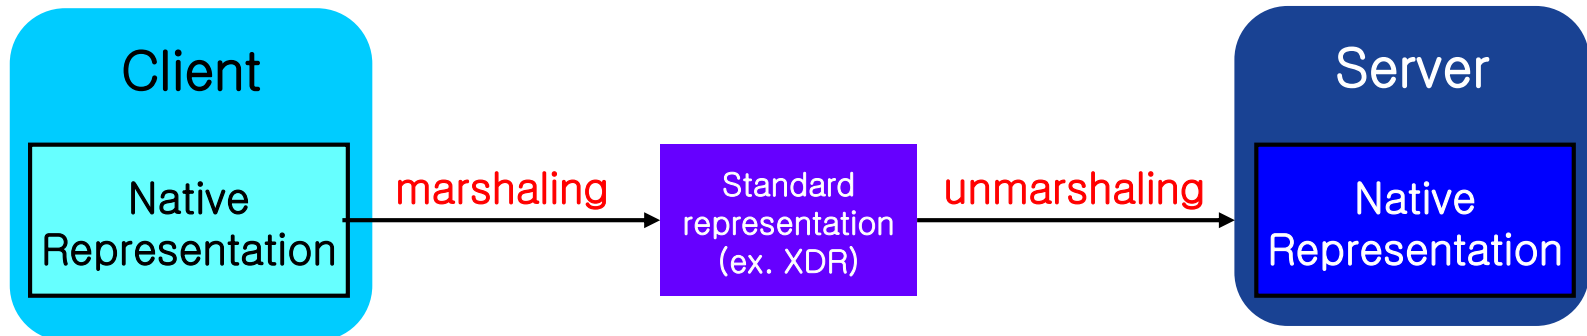 Client
Native
Representation
marshaling
Standard
representation
(ex. XDR)
unmarshaling
Server
Native
Representation